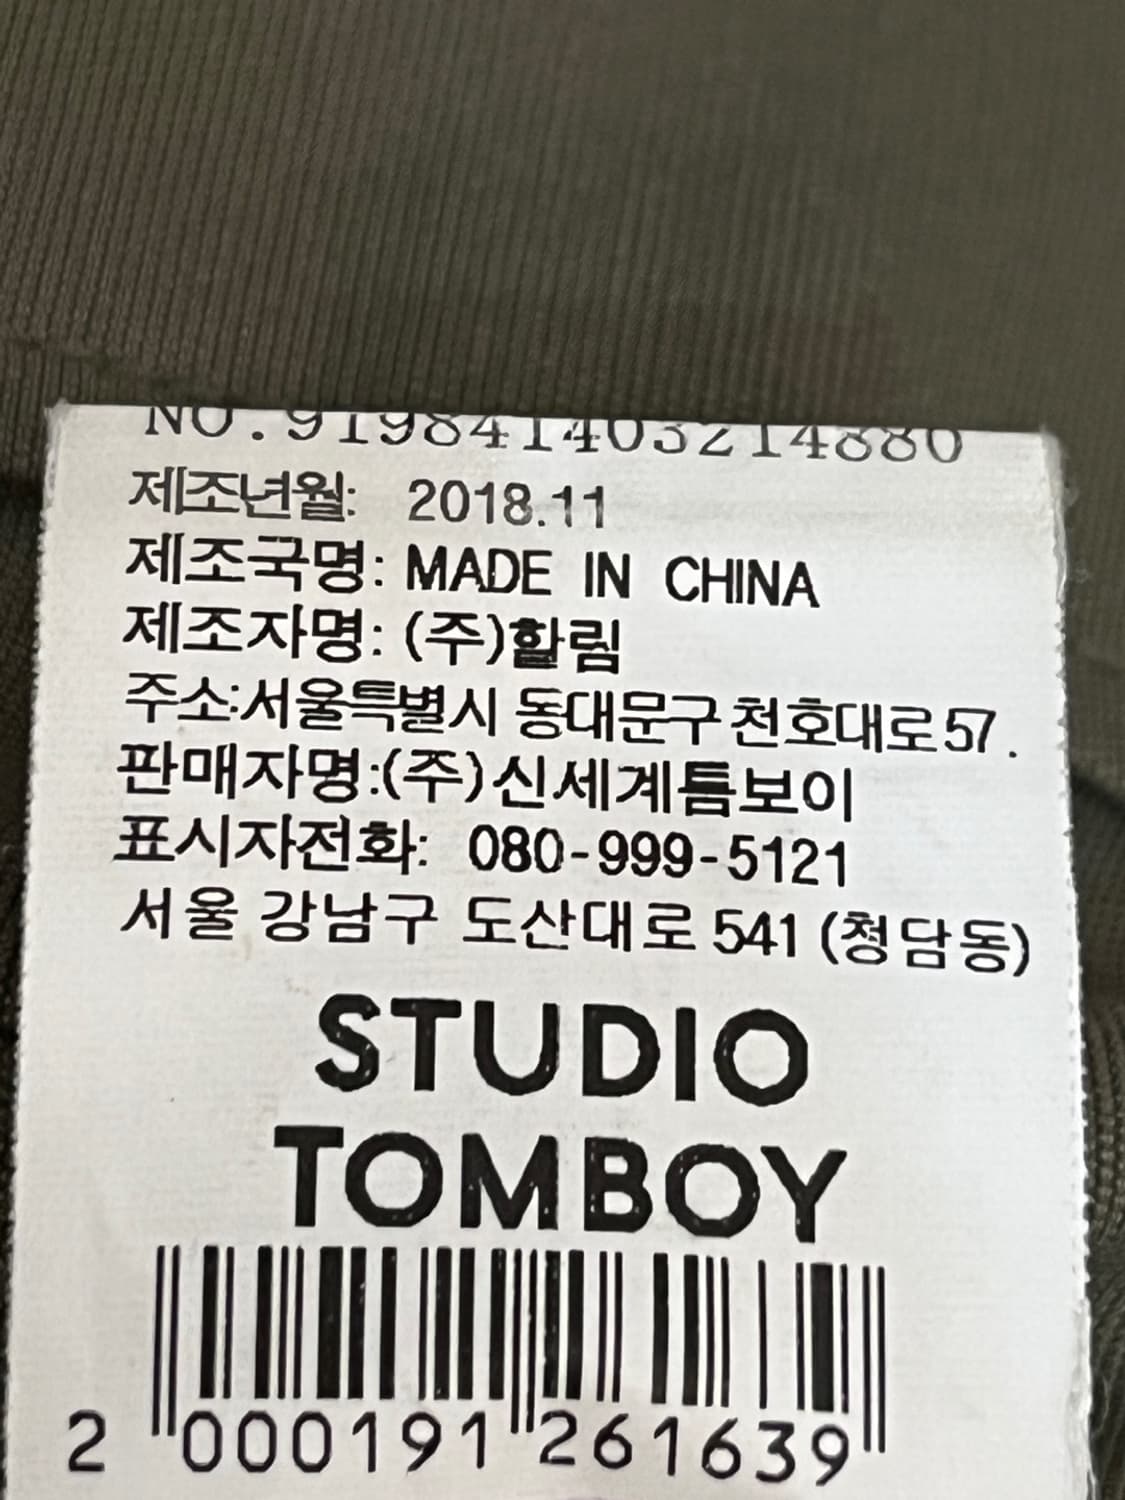 NO.919841403214880
제조년월: 2018.11
제조국명: MADE IN CHINA
제조자명: (주)할림
주소:서울특별시 동대문구 천호대로57.
판매자명:(주)신세계톰보이
표시자전화: 080-999-5121
서울 강남구 도산대로 541 (청담동)
STUDIO
TOMBOY
2 000191 261639